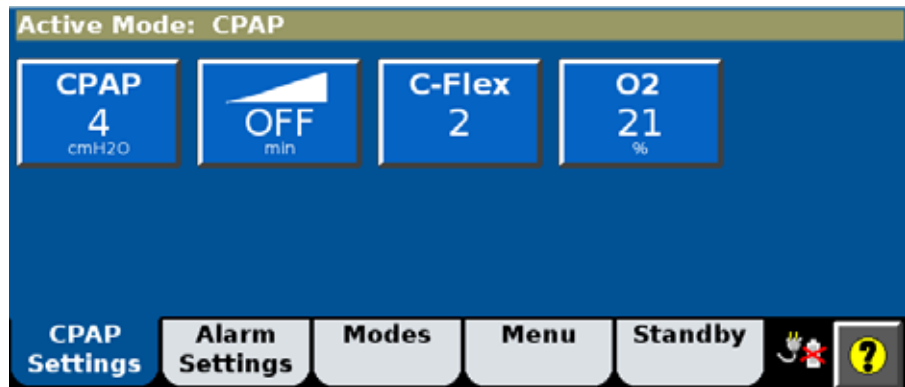 Active Mode: CPAP
CPAP
4
cmH2O
OFF
min
C-Flex
2
O2
21
%
CPAP
Settings
Alarm
Settings
Modes
Menu
Standby
?